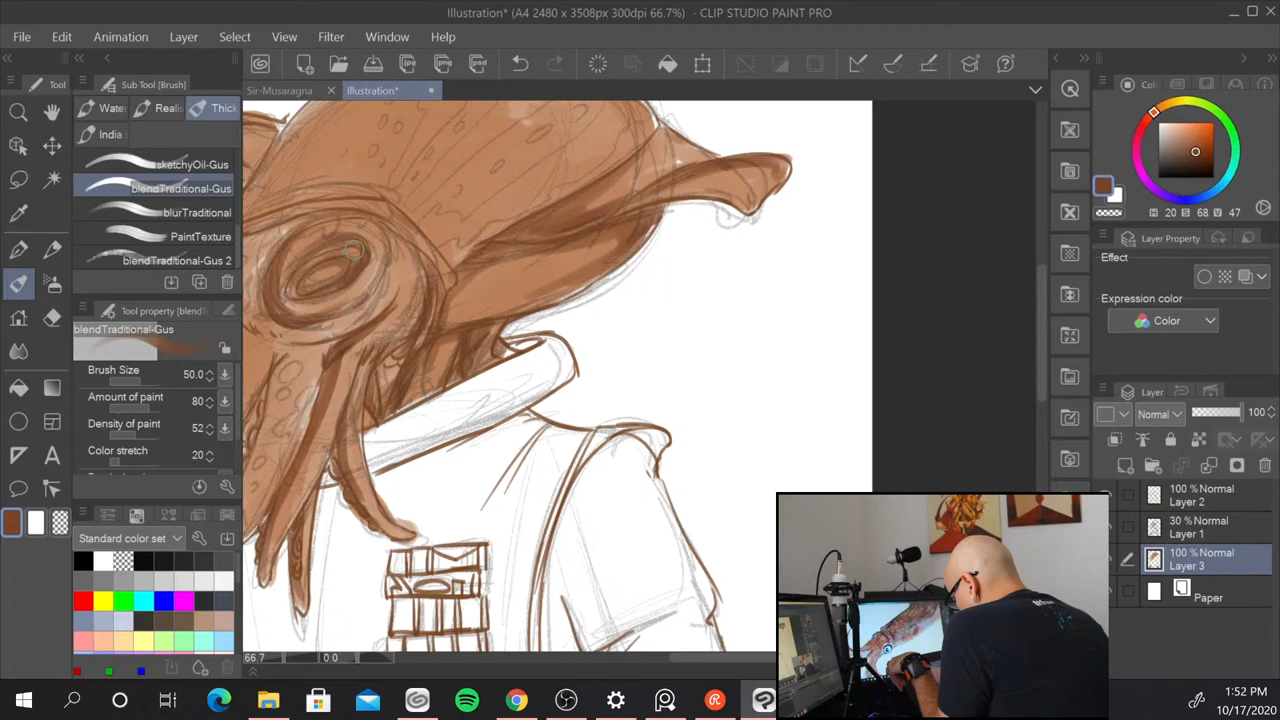 Illustration* (A4 2480 x 3508px 300dpi 66.7%) - CLIP STUDIO PAINT PRO
File Edit Animation Layer Select View Filter Window Help
Tool
Sub Tool [Brush]
Sir-Musaragna
Illustration*
Water
Reali
Thick
India
sketchyOil-Gus
blendTraditional-Gus
blurTraditional
PaintTexture
blendTraditional-Gus 2
Tool property [blendT
blendTraditional-Gus
Brush Size 50.0
Amount of paint 80
Density of paint 52
Color stretch 20
Standard color set
66.7 0.0
H 20 S 68 V 47
Layer Property
Effect
Expression color
Color
Layer
Normal 100
100 % Normal
Layer 2
30 % Normal
Layer 1
100 % Normal
Layer 3
Paper
1:52 PM
10/17/2020